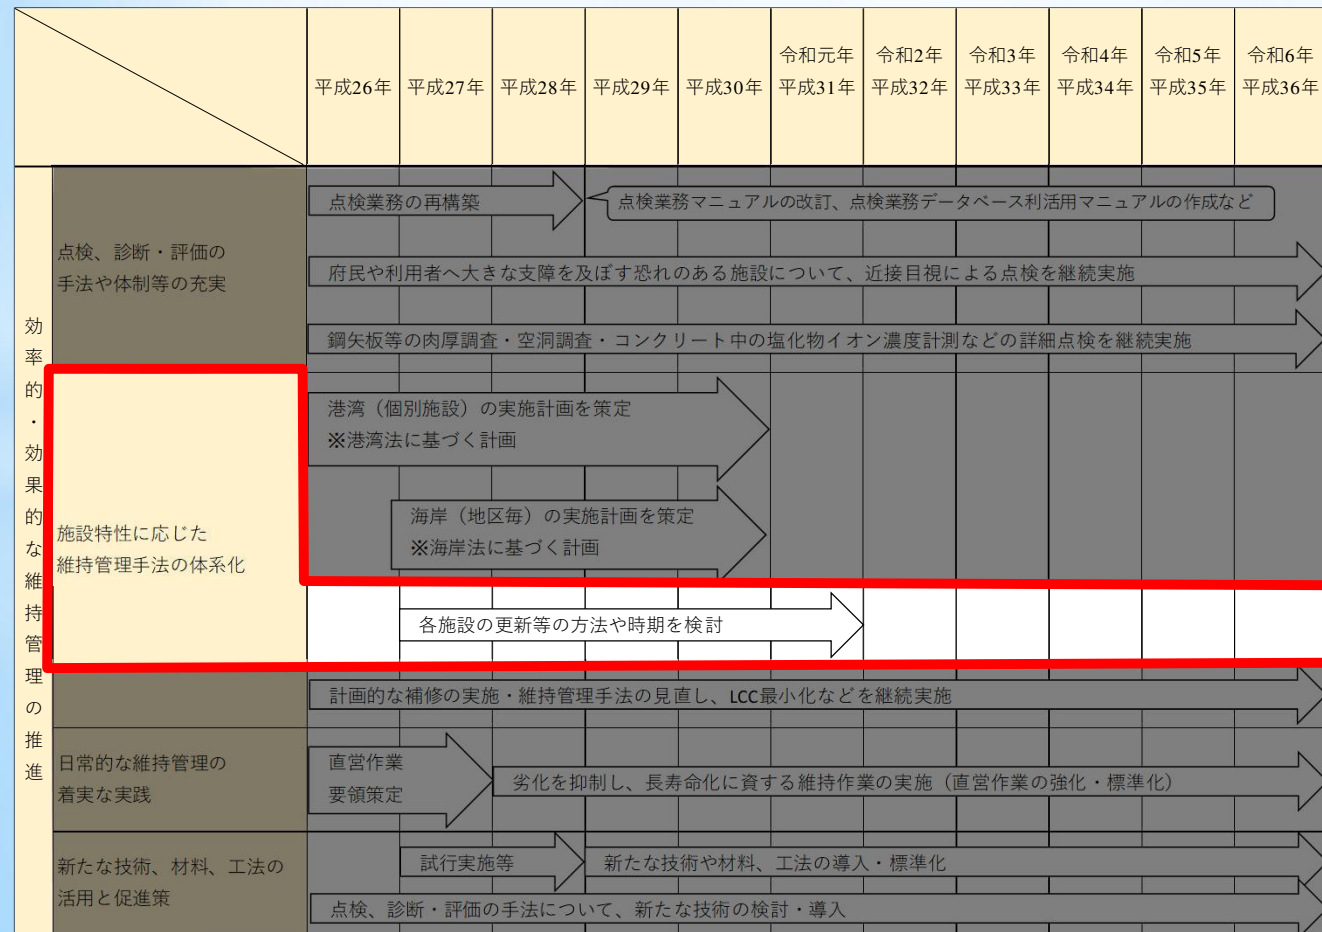 令和元年 令和2年 令和3年 令和4年 令和5年 令和6年
平成26年 平成27年 平成28年 平成29年 平成30年 平成31年 平成32年 平成33年 平成34年 平成35年 平成36年
効率的・効果的な維持管理の推進
点検、診断・評価の
手法や体制等の充実
点検業務の再構築
点検業務マニュアルの改訂、点検業務データベース利活用マニュアルの作成など
府民や利用者へ大きな支障を及ぼす恐れのある施設について、近接目視による点検を継続実施
鋼矢板等の肉厚調査・空洞調査・コンクリート中の塩化物イオン濃度計測などの詳細点検を継続実施
施設特性に応じた
維持管理手法の体系化
港湾（個別施設）の実施計画を策定
※港湾法に基づく計画
海岸（地区毎）の実施計画を策定
※海岸法に基づく計画
各施設の更新等の方法や時期を検討
計画的な補修の実施・維持管理手法の見直し、LCC最小化などを継続実施
日常的な維持管理の
着実な実践
直営作業
要領策定
劣化を抑制し、長寿命化に資する維持作業の実施（直営作業の強化・標準化）
新たな技術、材料、工法の
活用と促進策
試行実施等
新たな技術や材料、工法の導入・標準化
点検、診断・評価の手法について、新たな技術の検討・導入